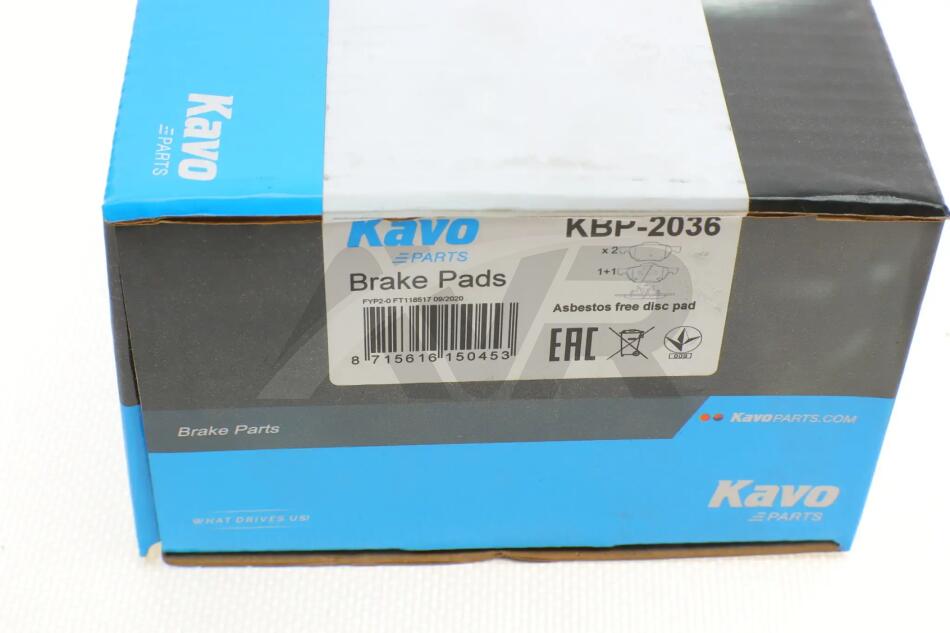 Kavo
PARTS
Kavo
PARTS
Brake Pads
FYP2-0 FT118517 09/2020
8 715616 150453
KBP-2036
x 2
1+1
Asbestos free disc pad
EAC
AVR
Brake Parts
KavoPARTS.COM
WHAT DRIVES US!
Kavo
PARTS